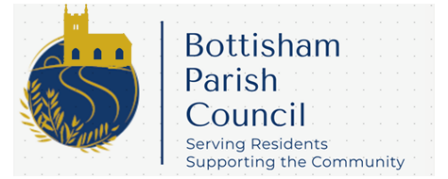 Bottisham
Parish
Council
Serving Residents
Supporting the Community